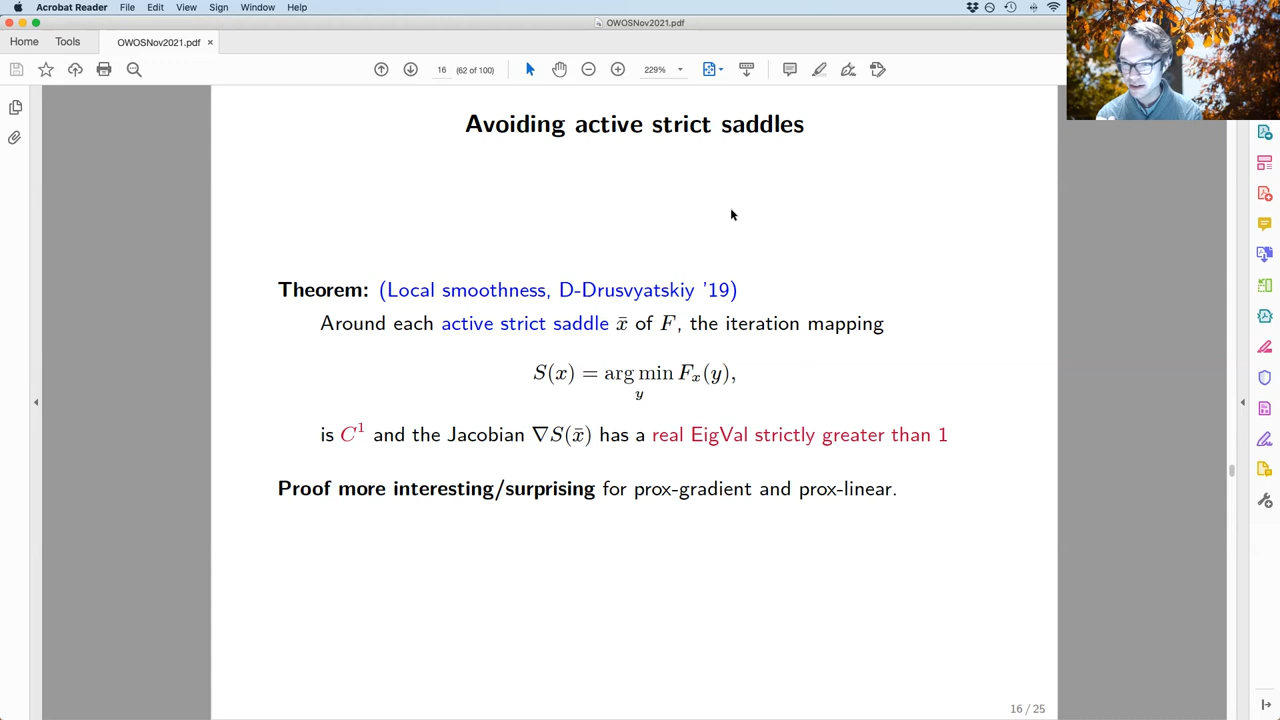 Acrobat Reader File Edit View Sign Window Help
OWOSNov2021.pdf
Home Tools OWOSNov2021.pdf ×
16 (62 of 100) 229%
Avoiding active strict saddles
Theorem: (Local smoothness, D-Drusvyatskiy '19)
Around each active strict saddle x̄ of F, the iteration mapping
S(x) = arg min F_x(y),
y
is C¹ and the Jacobian ∇S(x̄) has a real EigVal strictly greater than 1
Proof more interesting/surprising for prox-gradient and prox-linear.
16 / 25